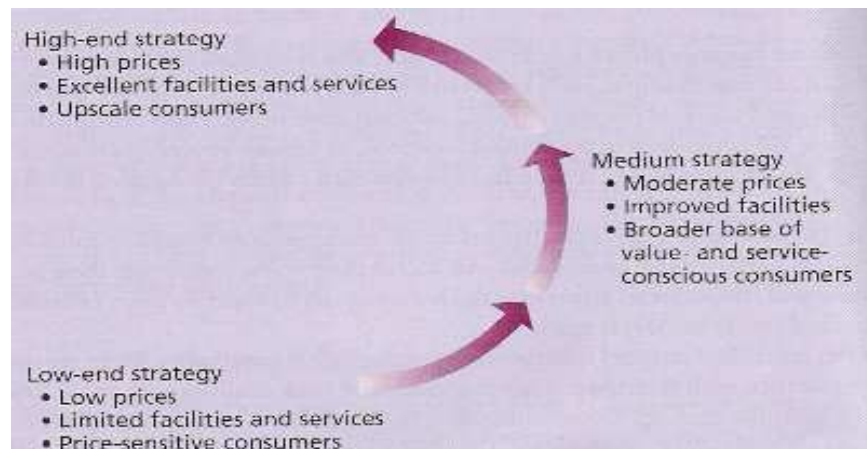 High-end strategy
• High prices
• Excellent facilities and services
• Upscale consumers
Medium strategy
• Moderate prices
• Improved facilities
• Broader base of
value- and service-
conscious consumers
Low-end strategy
• Low prices
• Limited facilities and services
• Price-sensitive consumers